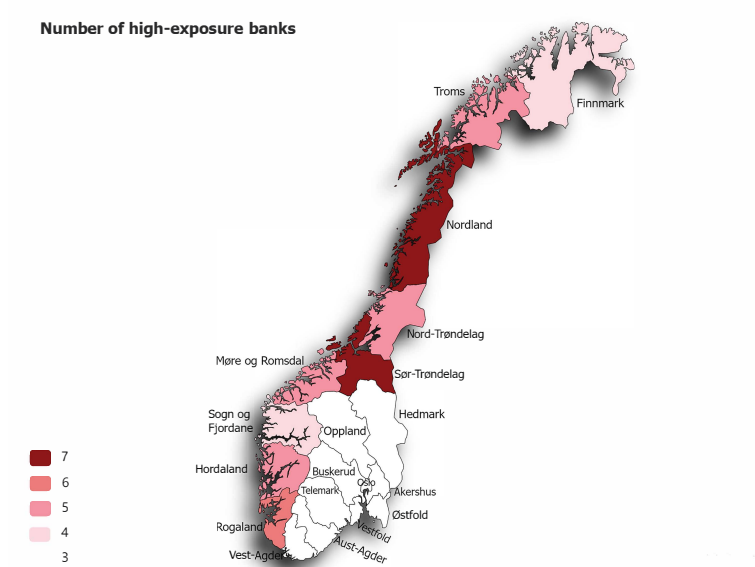 Number of high-exposure banks
Troms
Finnmark
Nordland
Nord-Trøndelag
Møre og Romsdal
Sør-Trøndelag
Sogn og
Fjordane
Hedmark
Oppland
Hordaland
Buskerud
Oslo
Telemark
Akershus
Østfold
Rogaland
Vestfold
Aust-Agder
Vest-Agder
7
6
5
4
3